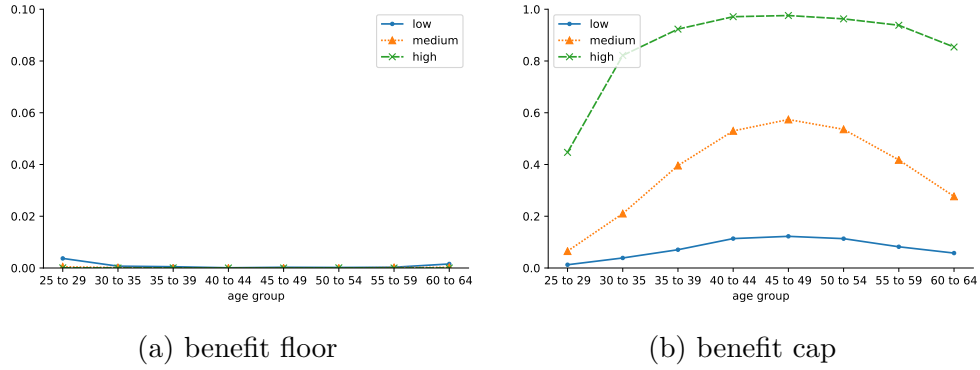 0.10
0.08
0.06
0.04
0.02
0.00
low
medium
high
25 to 29 30 to 35 35 to 39 40 to 44 45 to 49 50 to 54 55 to 59 60 to 64
age group
(a) benefit floor
1.0
0.8
0.6
0.4
0.2
0.0
low
medium
high
25 to 29 30 to 35 35 to 39 40 to 44 45 to 49 50 to 54 55 to 59 60 to 64
age group
(b) benefit cap